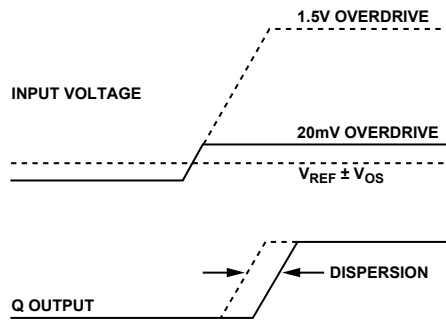 1.5V OVERDRIVE
INPUT VOLTAGE
20mV OVERDRIVE
VREF ± VOS
DISPERSION
Q OUTPUT